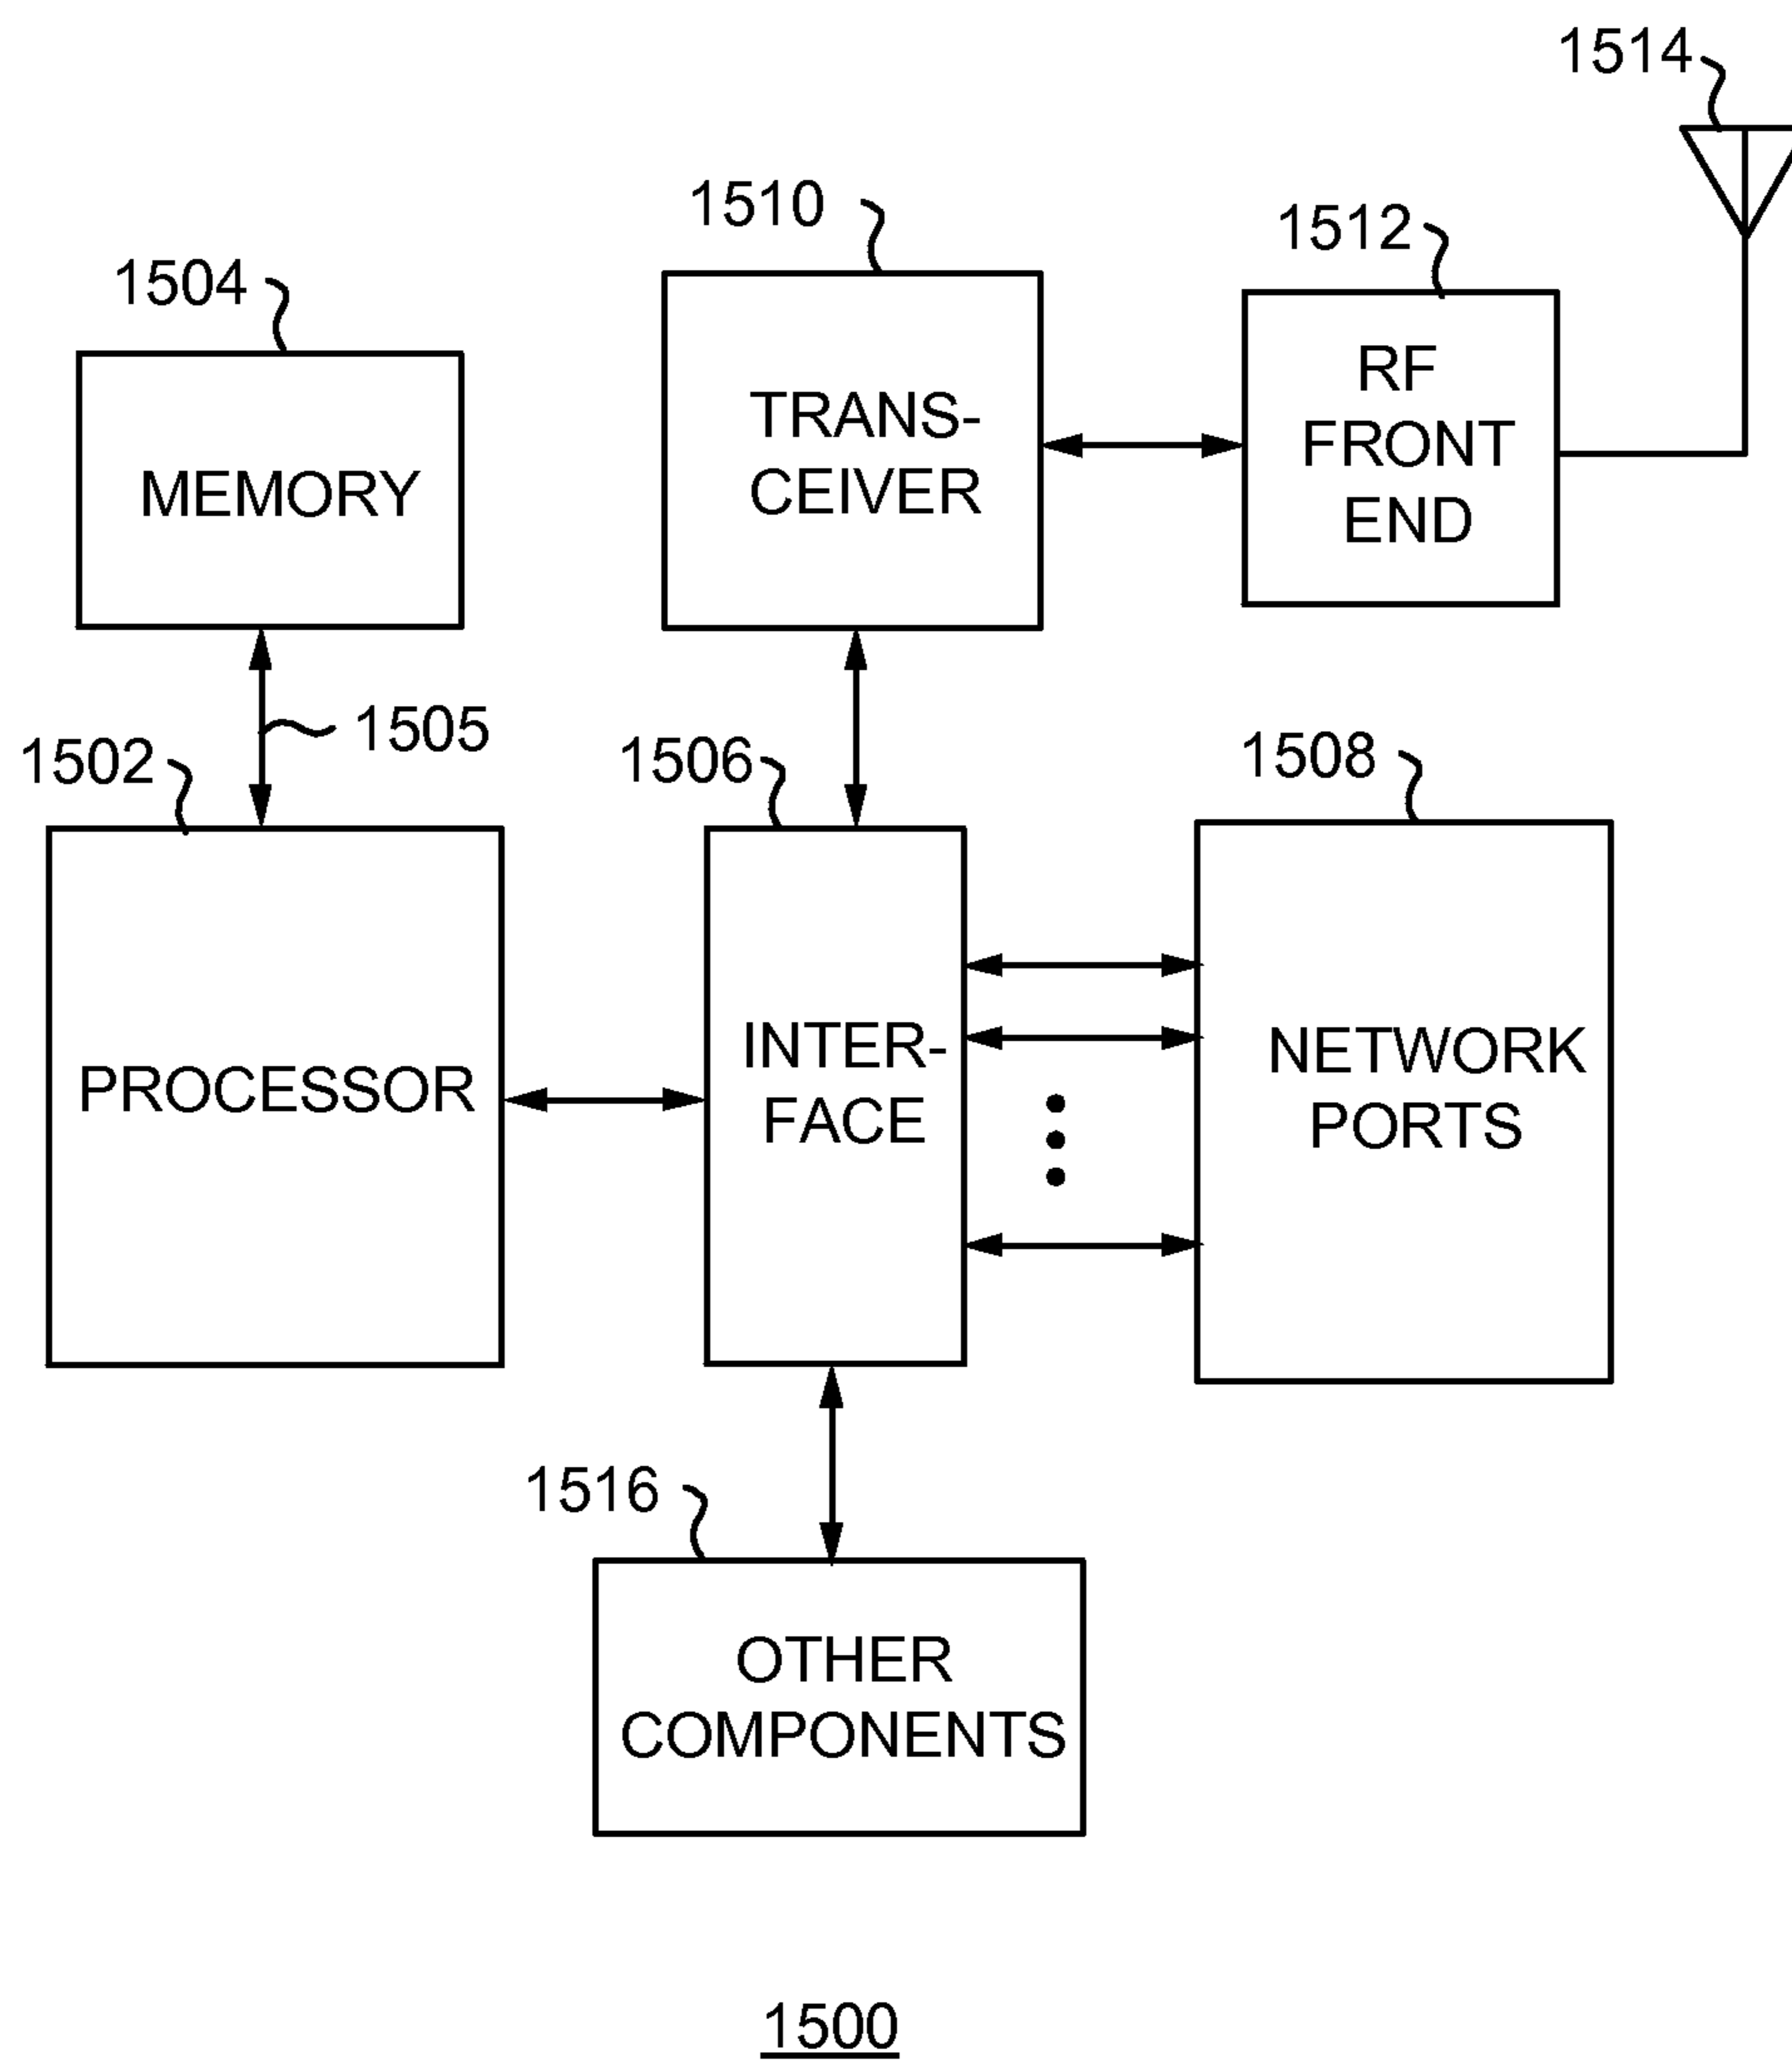 1514
1510
1512
1504
TRANS-
CEIVER
RF
FRONT
END
MEMORY
1505
1502
1506
1508
PROCESSOR
INTER-
FACE
NETWORK
PORTS
1516
OTHER
COMPONENTS
1500